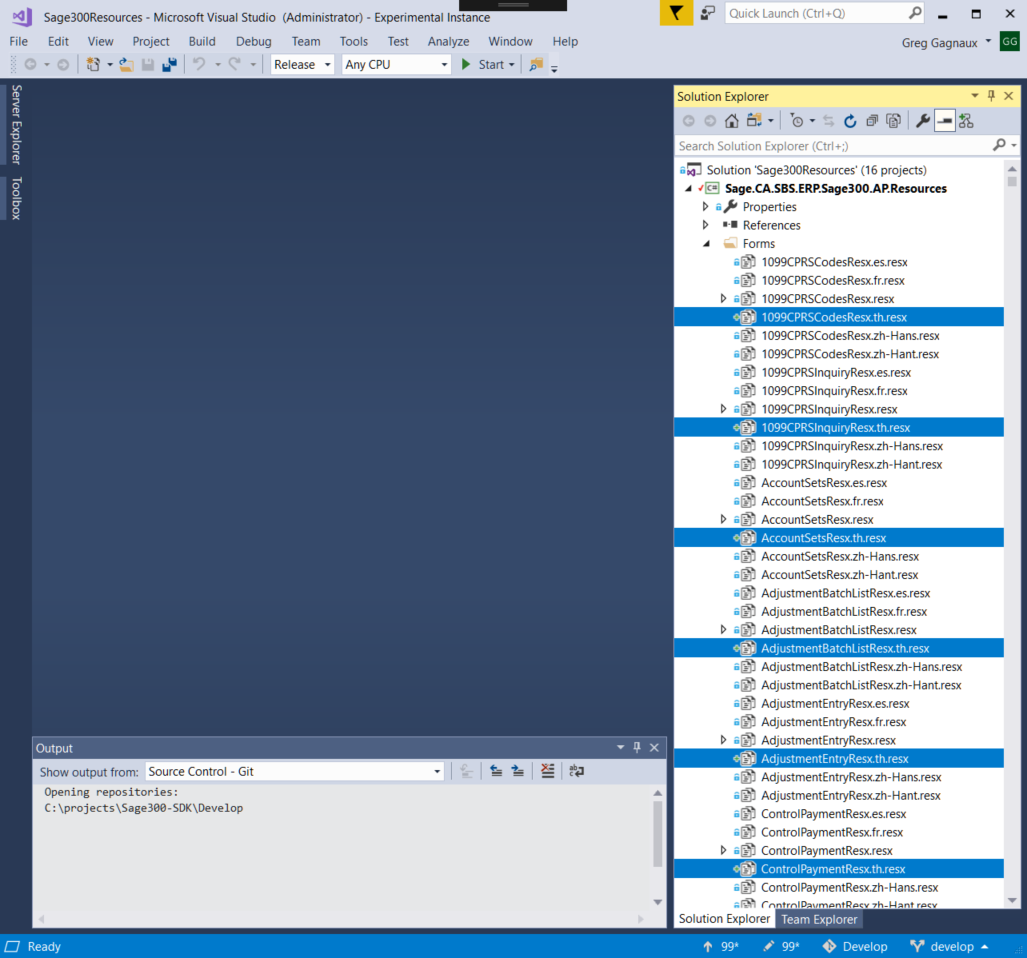 Sage300Resources - Microsoft Visual Studio (Administrator) - Experimental Instance
Quick Launch (Ctrl+Q)
File Edit View Project Build Debug Team Tools Test Analyze Window Help
Greg Gagnaux GG
Release Any CPU Start
Server Explorer
Toolbox
Solution Explorer
Search Solution Explorer (Ctrl+;)
Solution 'Sage300Resources' (16 projects)
C# Sage.CA.SBS.ERP.Sage300.AP.Resources
Properties
References
Forms
1099CPRSCodesResx.es.resx
1099CPRSCodesResx.fr.resx
1099CPRSCodesResx.resx
1099CPRSCodesResx.th.resx
1099CPRSCodesResx.zh-Hans.resx
1099CPRSCodesResx.zh-Hant.resx
1099CPRSInquiryResx.es.resx
1099CPRSInquiryResx.fr.resx
1099CPRSInquiryResx.resx
1099CPRSInquiryResx.th.resx
1099CPRSInquiryResx.zh-Hans.resx
1099CPRSInquiryResx.zh-Hant.resx
AccountSetsResx.es.resx
AccountSetsResx.fr.resx
AccountSetsResx.resx
AccountSetsResx.th.resx
AccountSetsResx.zh-Hans.resx
AccountSetsResx.zh-Hant.resx
AdjustmentBatchListResx.es.resx
AdjustmentBatchListResx.fr.resx
AdjustmentBatchListResx.resx
AdjustmentBatchListResx.th.resx
AdjustmentBatchListResx.zh-Hans.resx
AdjustmentBatchListResx.zh-Hant.resx
AdjustmentEntryResx.es.resx
AdjustmentEntryResx.fr.resx
AdjustmentEntryResx.resx
AdjustmentEntryResx.th.resx
AdjustmentEntryResx.zh-Hans.resx
AdjustmentEntryResx.zh-Hant.resx
ControlPaymentResx.es.resx
ControlPaymentResx.fr.resx
ControlPaymentResx.resx
ControlPaymentResx.th.resx
ControlPaymentResx.zh-Hans.resx
ControlPaymentResx.zh-Hant.resx
Solution Explorer Team Explorer
Output
Show output from: Source Control - Git
Opening repositories:
C:\projects\Sage300-SDK\Develop
Ready 99* 99* Develop develop